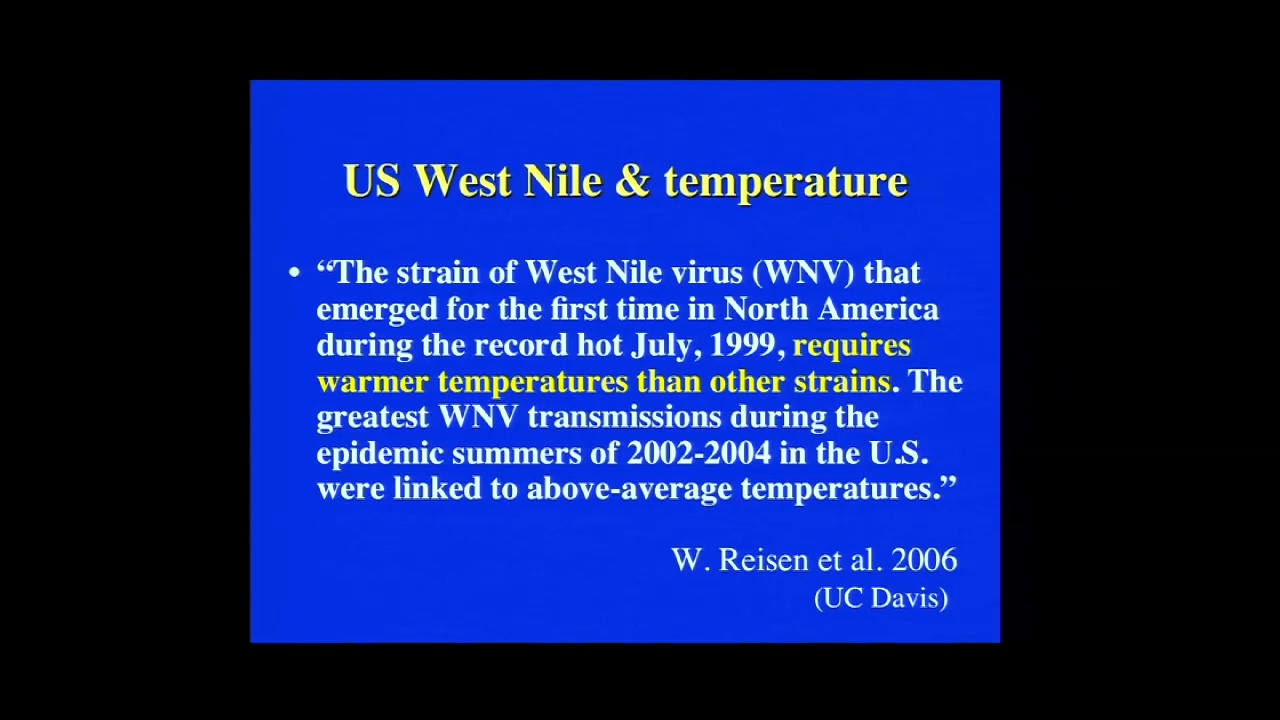 US West Nile & temperature
• “The strain of West Nile virus (WNV) that
emerged for the first time in North America
during the record hot July, 1999, requires
warmer temperatures than other strains. The
greatest WNV transmissions during the
epidemic summers of 2002-2004 in the U.S.
were linked to above-average temperatures.”
W. Reisen et al. 2006
(UC Davis)